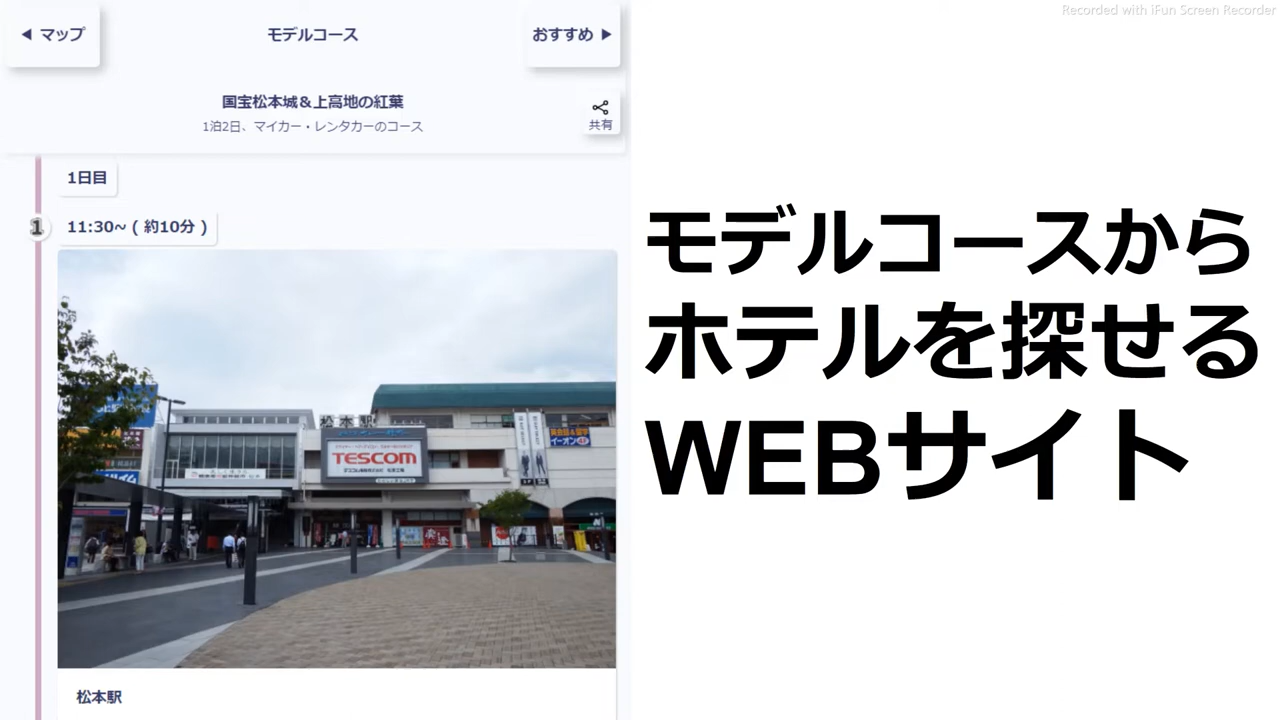 Recorded with iFun Screen Recorder
◀ マップ
モデルコース
おすすめ ▶
国宝松本城&上高地の紅葉
1泊2日、マイカー・レンタカーのコース
共有
1日目
1
11:30~ ( 約10分 )
松本駅
TESCOM
イーオン
松本駅
モデルコースから
ホテルを探せる
WEBサイト